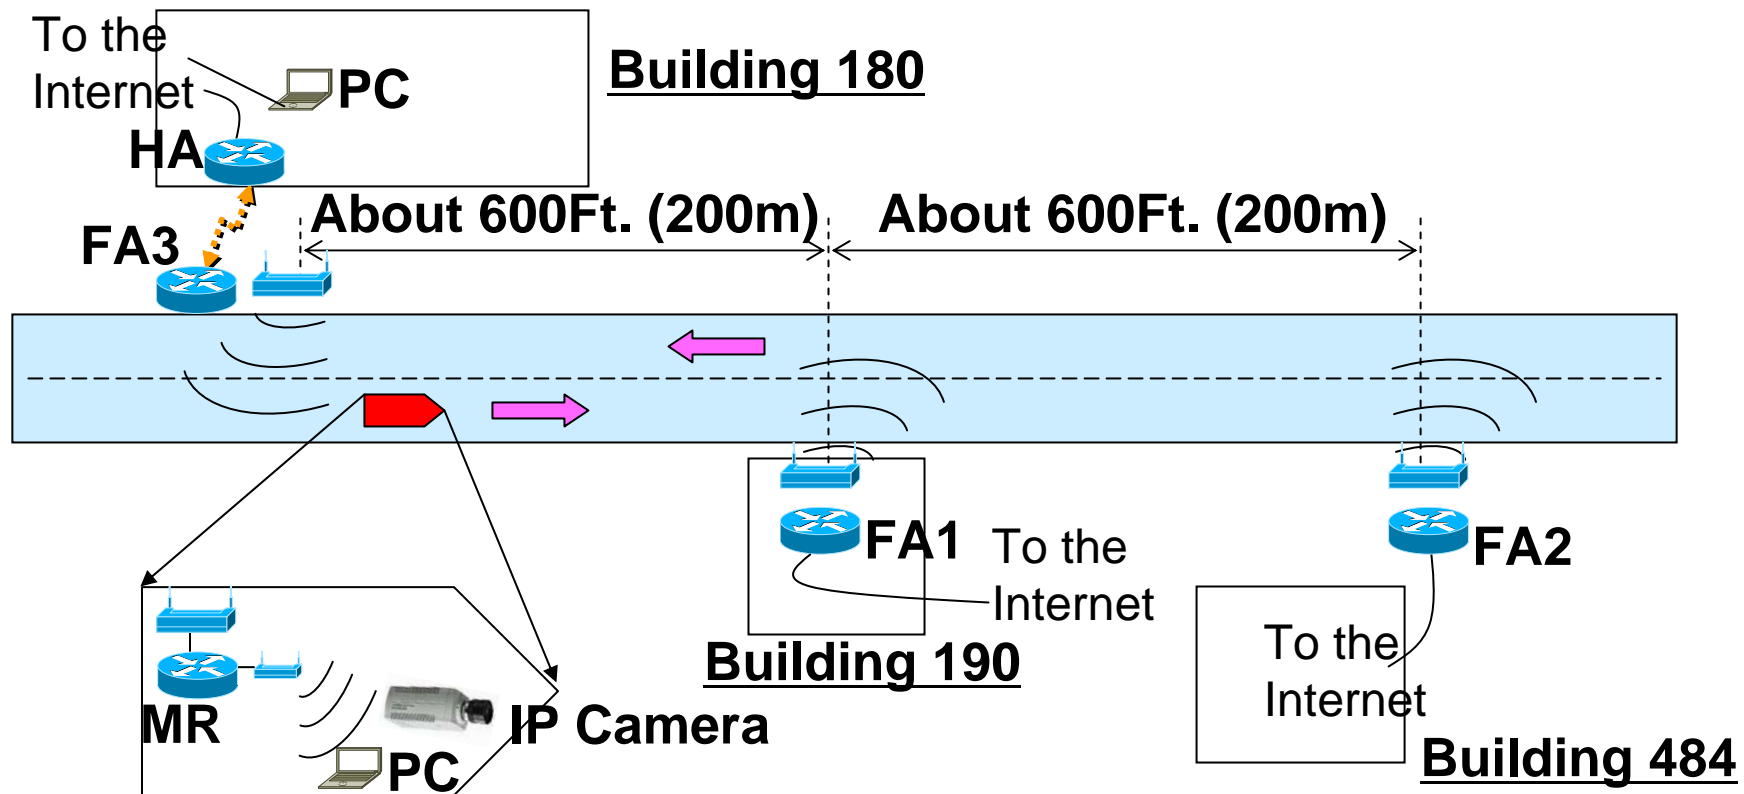 To the
Internet
PC
Building 180
HA
About 600Ft. (200m)
About 600Ft. (200m)
FA3
FA1
To the
Internet
FA2
Building 190
To the
Internet
MR
IP Camera
PC
Building 484